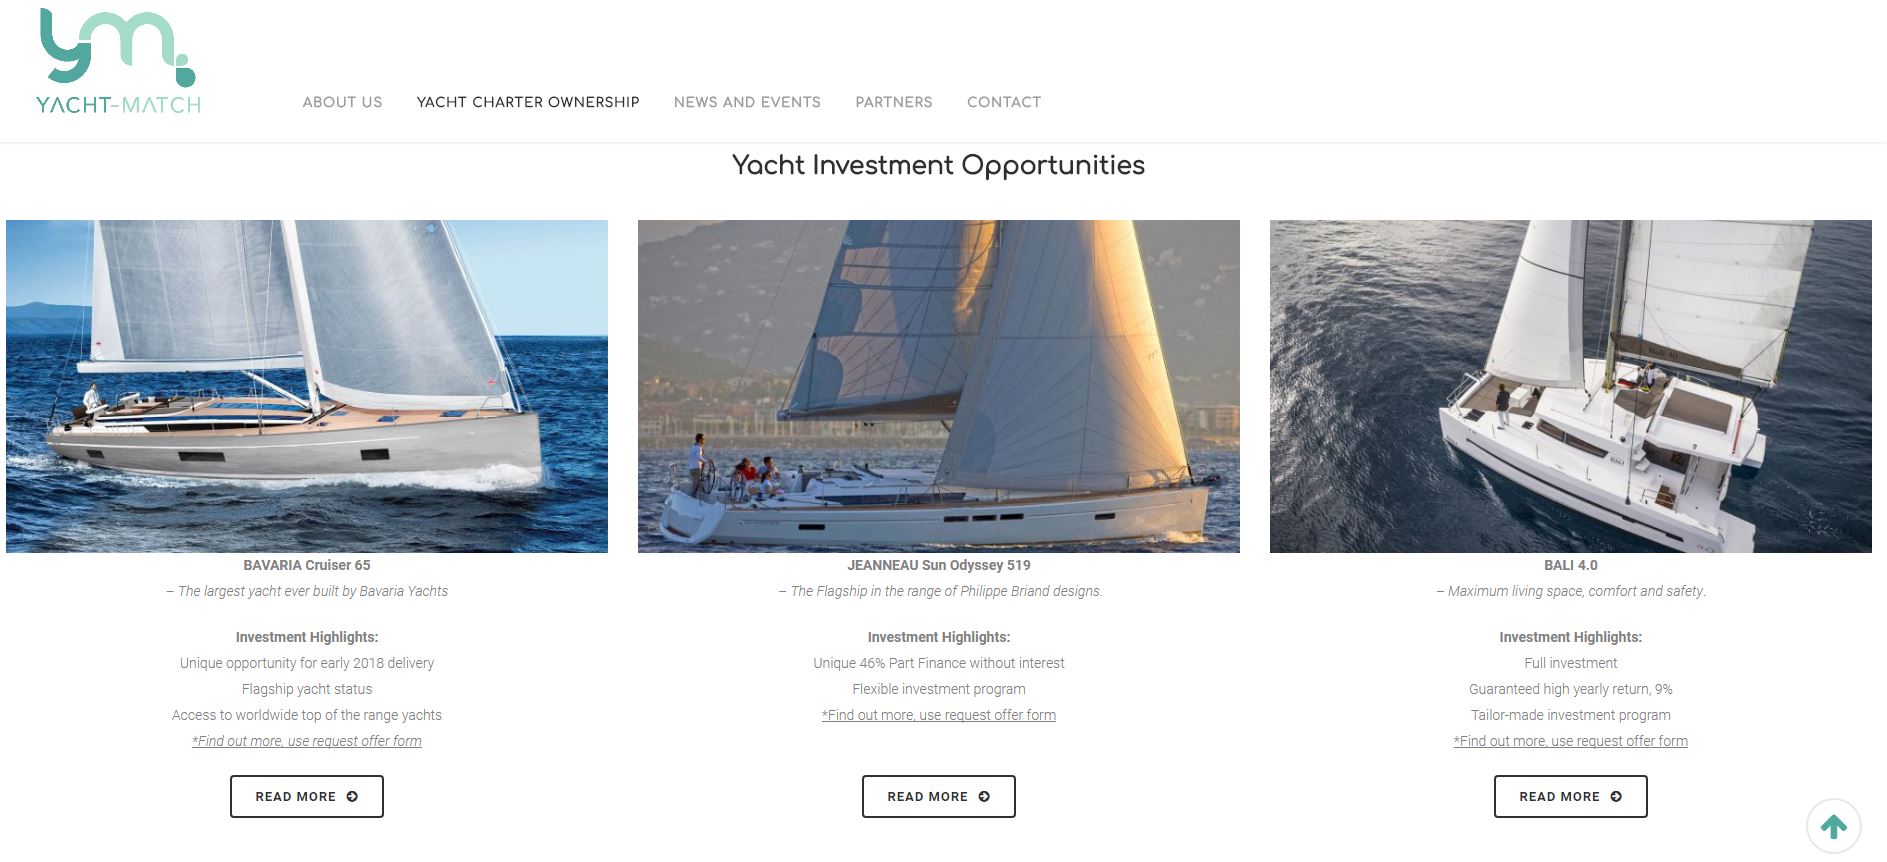 ym.
YACHT-MATCH
ABOUT US
YACHT CHARTER OWNERSHIP
NEWS AND EVENTS
PARTNERS
CONTACT
Yacht Investment Opportunities
Bali 4.0
BALI
4.0
BAVARIA Cruiser 65
– The largest yacht ever built by Bavaria Yachts
Investment Highlights:
Unique opportunity for early 2018 delivery
Flagship yacht status
Access to worldwide top of the range yachts
*Find out more, use request offer form
READ MORE
JEANNEAU Sun Odyssey 519
– The Flagship in the range of Philippe Briand designs.
Investment Highlights:
Unique 46% Part Finance without interest
Flexible investment program
*Find out more, use request offer form
READ MORE
BALI 4.0
– Maximum living space, comfort and safety.
Investment Highlights:
Full investment
Guaranteed high yearly return, 9%
Tailor-made investment program
*Find out more, use request offer form
READ MORE